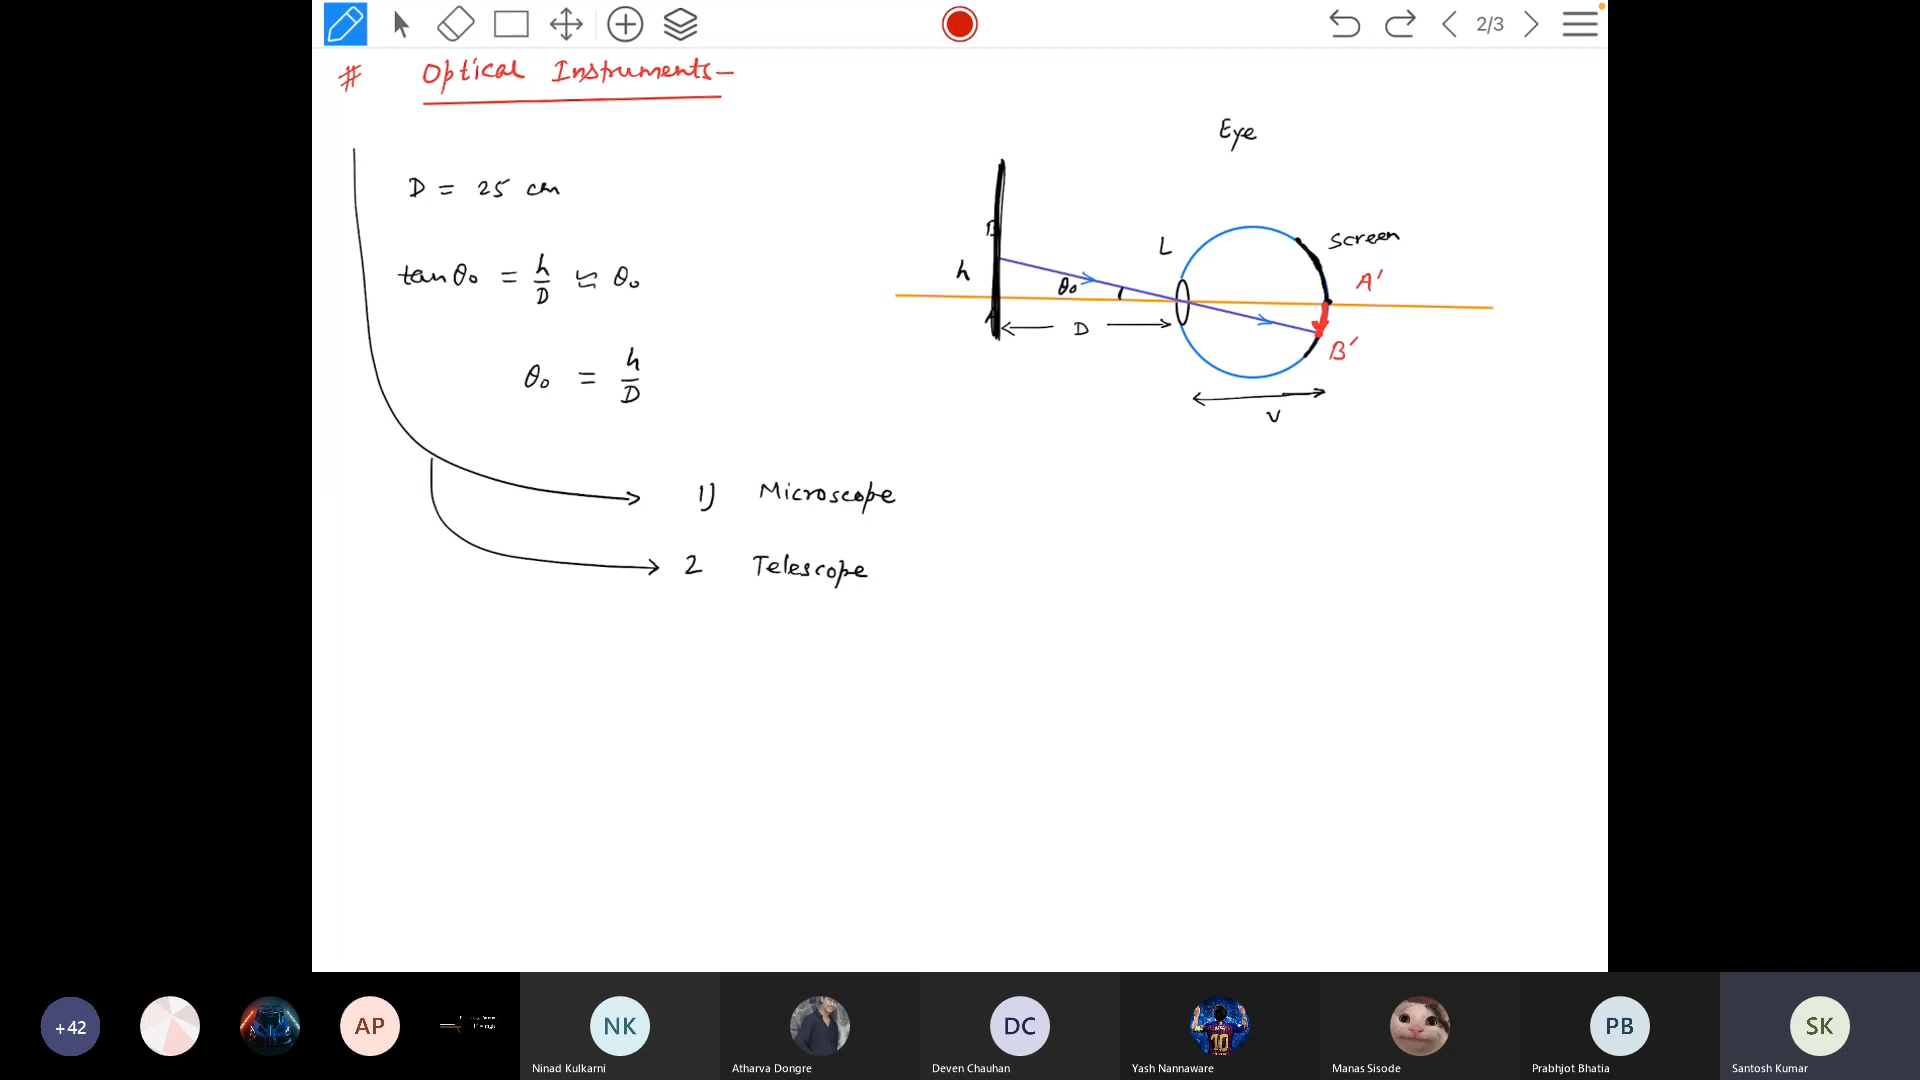 2/3
# Optical Instruments-
Eye
D = 25 cm
L
Screen
B
tan θ₀ = h/D ≈ θ₀
h
θ₀
A'
A
D
B'
θ₀ = h/D
v
1) Microscope
2 Telescope
+42
AP
NK
DC
10
PB
SK
Ninad Kulkarni
Atharva Dongre
Deven Chauhan
Yash Nannaware
Manas Sisode
Prabhjot Bhatia
Santosh Kumar